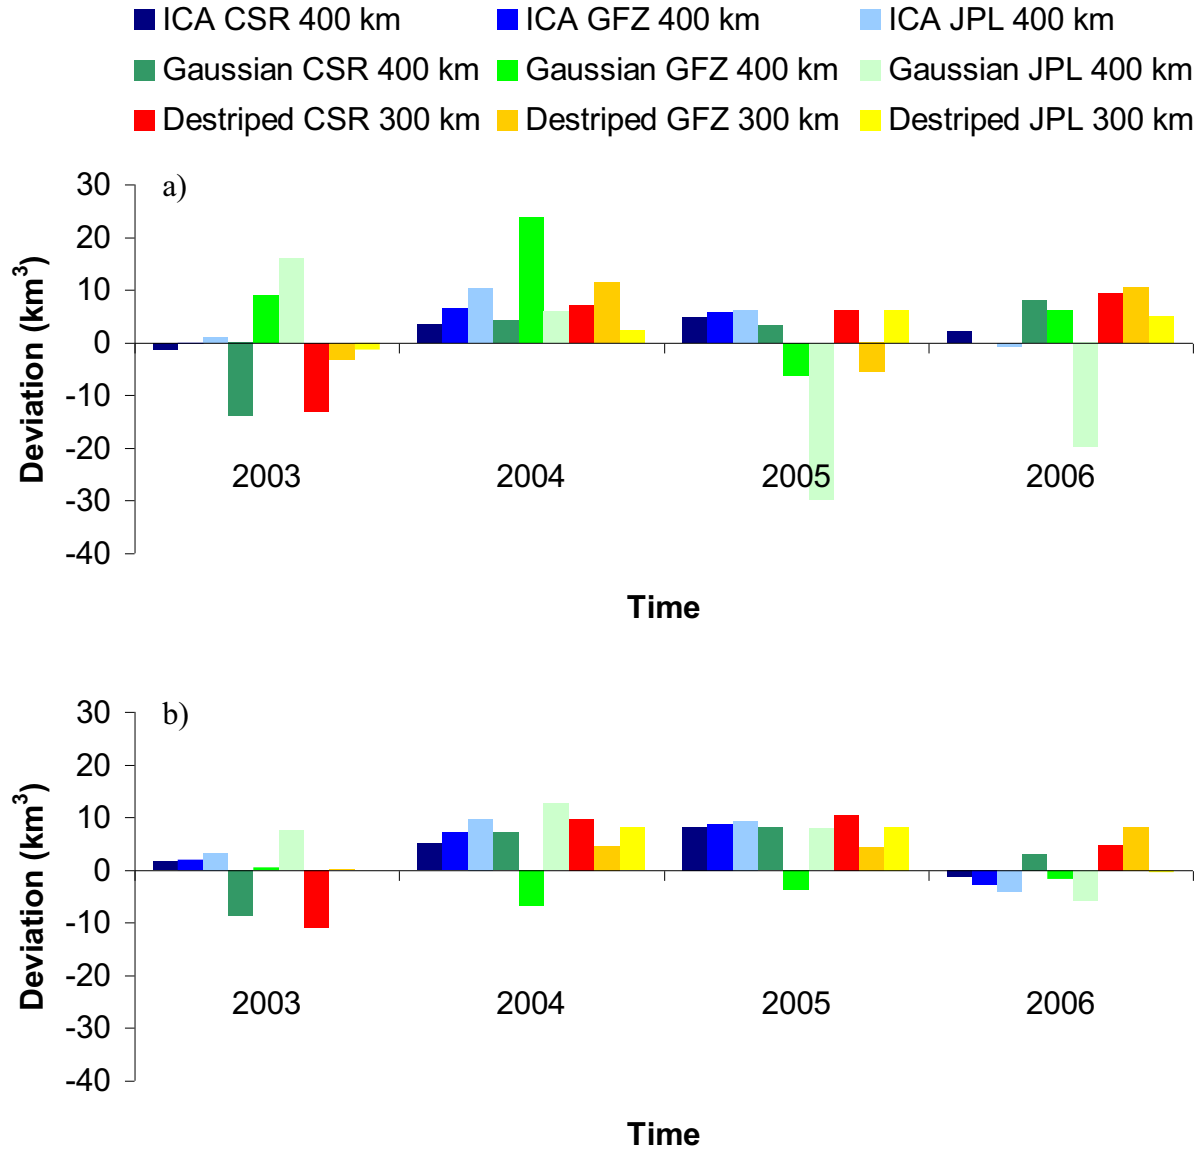 ICA CSR 400 km ICA GFZ 400 km ICA JPL 400 km
Gaussian CSR 400 km Gaussian GFZ 400 km Gaussian JPL 400 km
Destriped CSR 300 km Destriped GFZ 300 km Destriped JPL 300 km
a)
Deviation (km³)
30
20
10
0
-10
-20
-30
-40
2003 2004 2005 2006
Time
b)
Deviation (km³)
30
20
10
0
-10
-20
-30
-40
2003 2004 2005 2006
Time